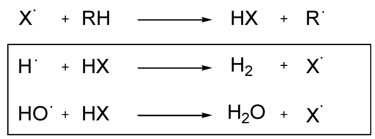 X˙ + RH ⟶ HX + R˙
H˙ + HX ⟶ H₂ + X˙
HO˙ + HX ⟶ H₂O + X˙